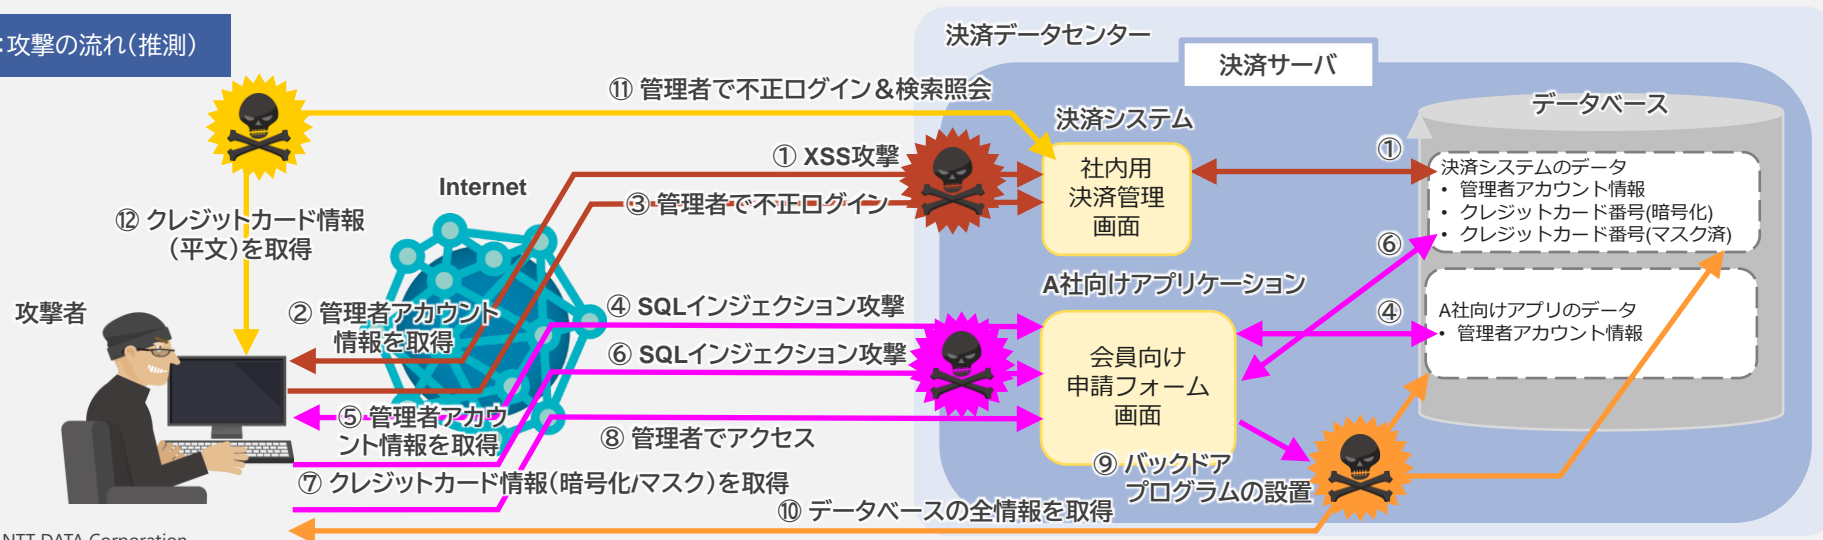 :攻撃の流れ(推測)
決済データセンター
決済サーバ
⑪ 管理者で不正ログイン＆検索照会
決済システム
データベース
① XSS攻撃
社内用
決済管理
画面
①
決済システムのデータ
• 管理者アカウント情報
• クレジットカード番号(暗号化)
• クレジットカード番号(マスク済)
Internet
③ 管理者で不正ログイン
⑫ クレジットカード情報
(平文)を取得
⑥
A社向けアプリケーション
攻撃者
② 管理者アカウント
情報を取得
④ SQLインジェクション攻撃
④
A社向けアプリのデータ
• 管理者アカウント情報
⑥ SQLインジェクション攻撃
会員向け
申請フォーム
画面
⑤ 管理者アカウ
ント情報を取得
⑧ 管理者でアクセス
⑨ バックドア
プログラムの設置
⑦ クレジットカード情報(暗号化/マスク)を取得
⑩ データベースの全情報を取得
NTT DATA Corporation